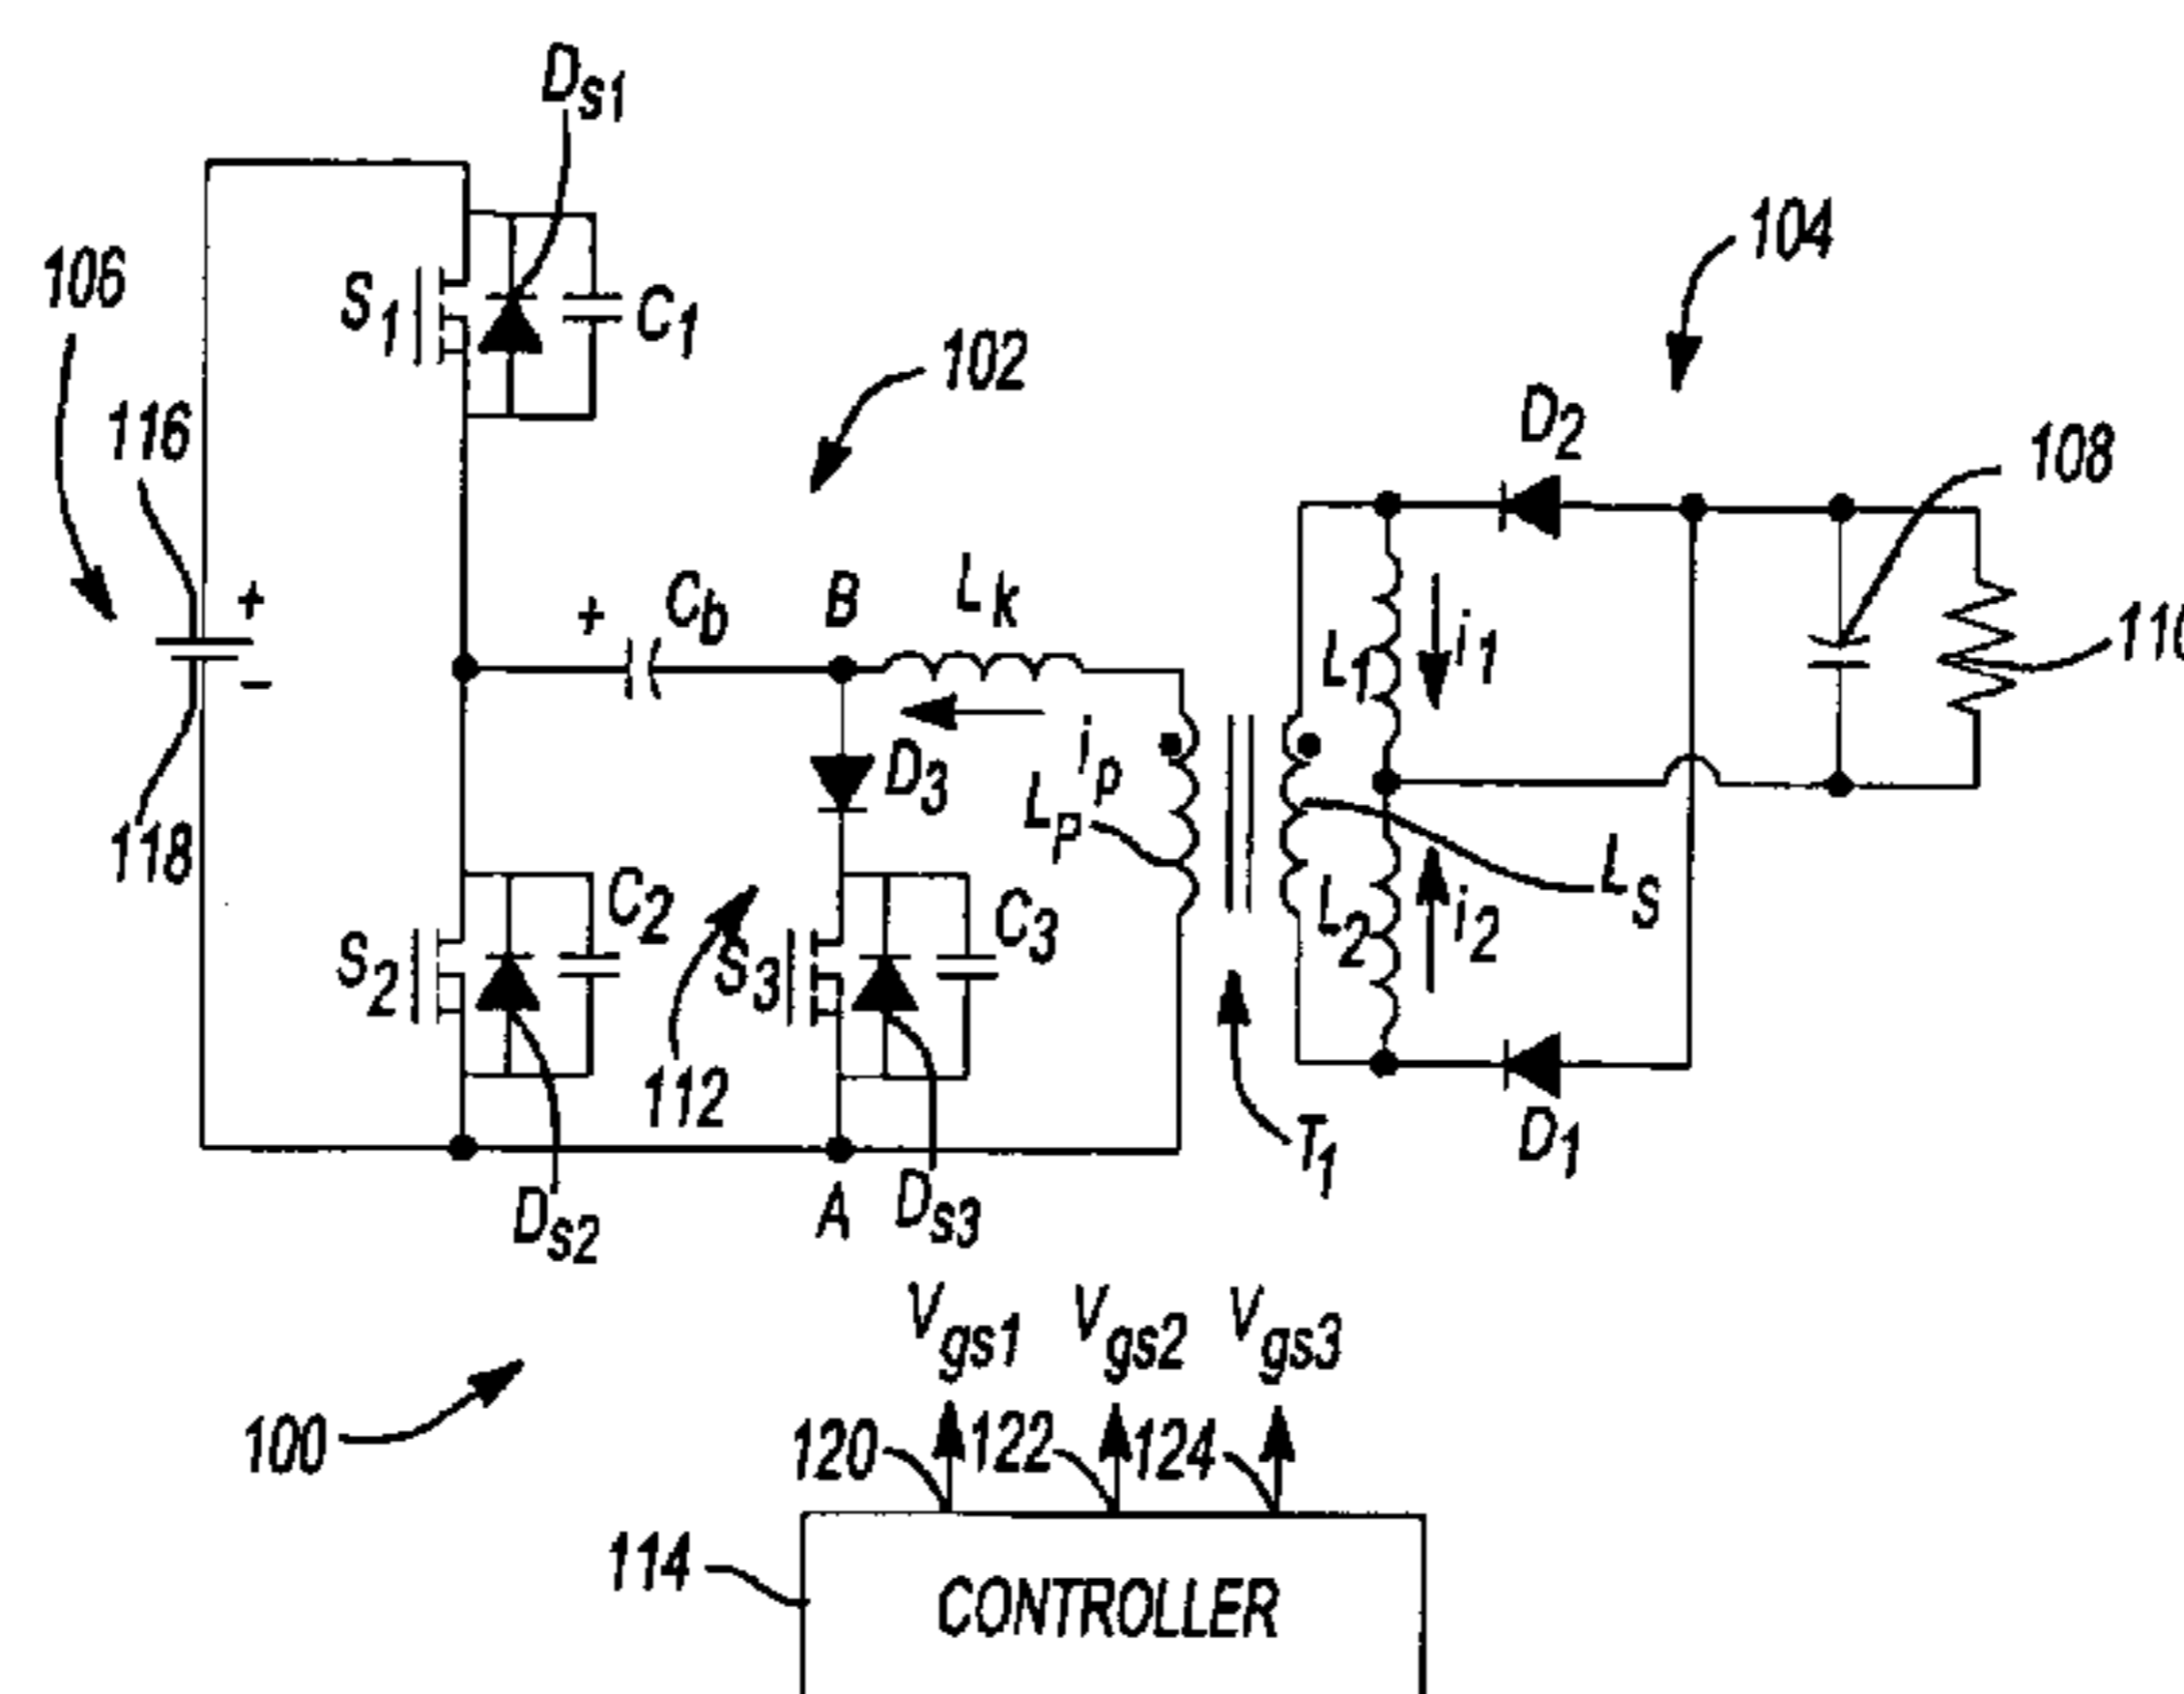 Ds1
104
106
S1
C1
102
D2
116
108
+
+
Cb
B
Lk
L1
i1
110
−
D3
ip
Lp
118
C2
C3
L2
i2
LS
S2
S3
112
T1
D1
Ds2
A
Ds3
Vgs1
Vgs2
Vgs3
100
120
122
124
114
CONTROLLER